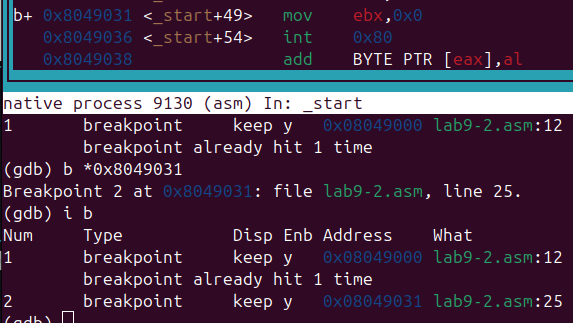 b+ 0x8049031 <_start+49>    mov    ebx,0x0
0x8049036 <_start+54>    int    0x80
0x8049038    add    BYTE PTR [eax],al
native process 9130 (asm) In: _start
1       breakpoint     keep y   0x08049000 lab9-2.asm:12
breakpoint already hit 1 time
(gdb) b *0x8049031
Breakpoint 2 at 0x8049031: file lab9-2.asm, line 25.
(gdb) i b
Num     Type           Disp Enb Address    What
1       breakpoint     keep y   0x08049000 lab9-2.asm:12
breakpoint already hit 1 time
2       breakpoint     keep y   0x08049031 lab9-2.asm:25
(gdb)